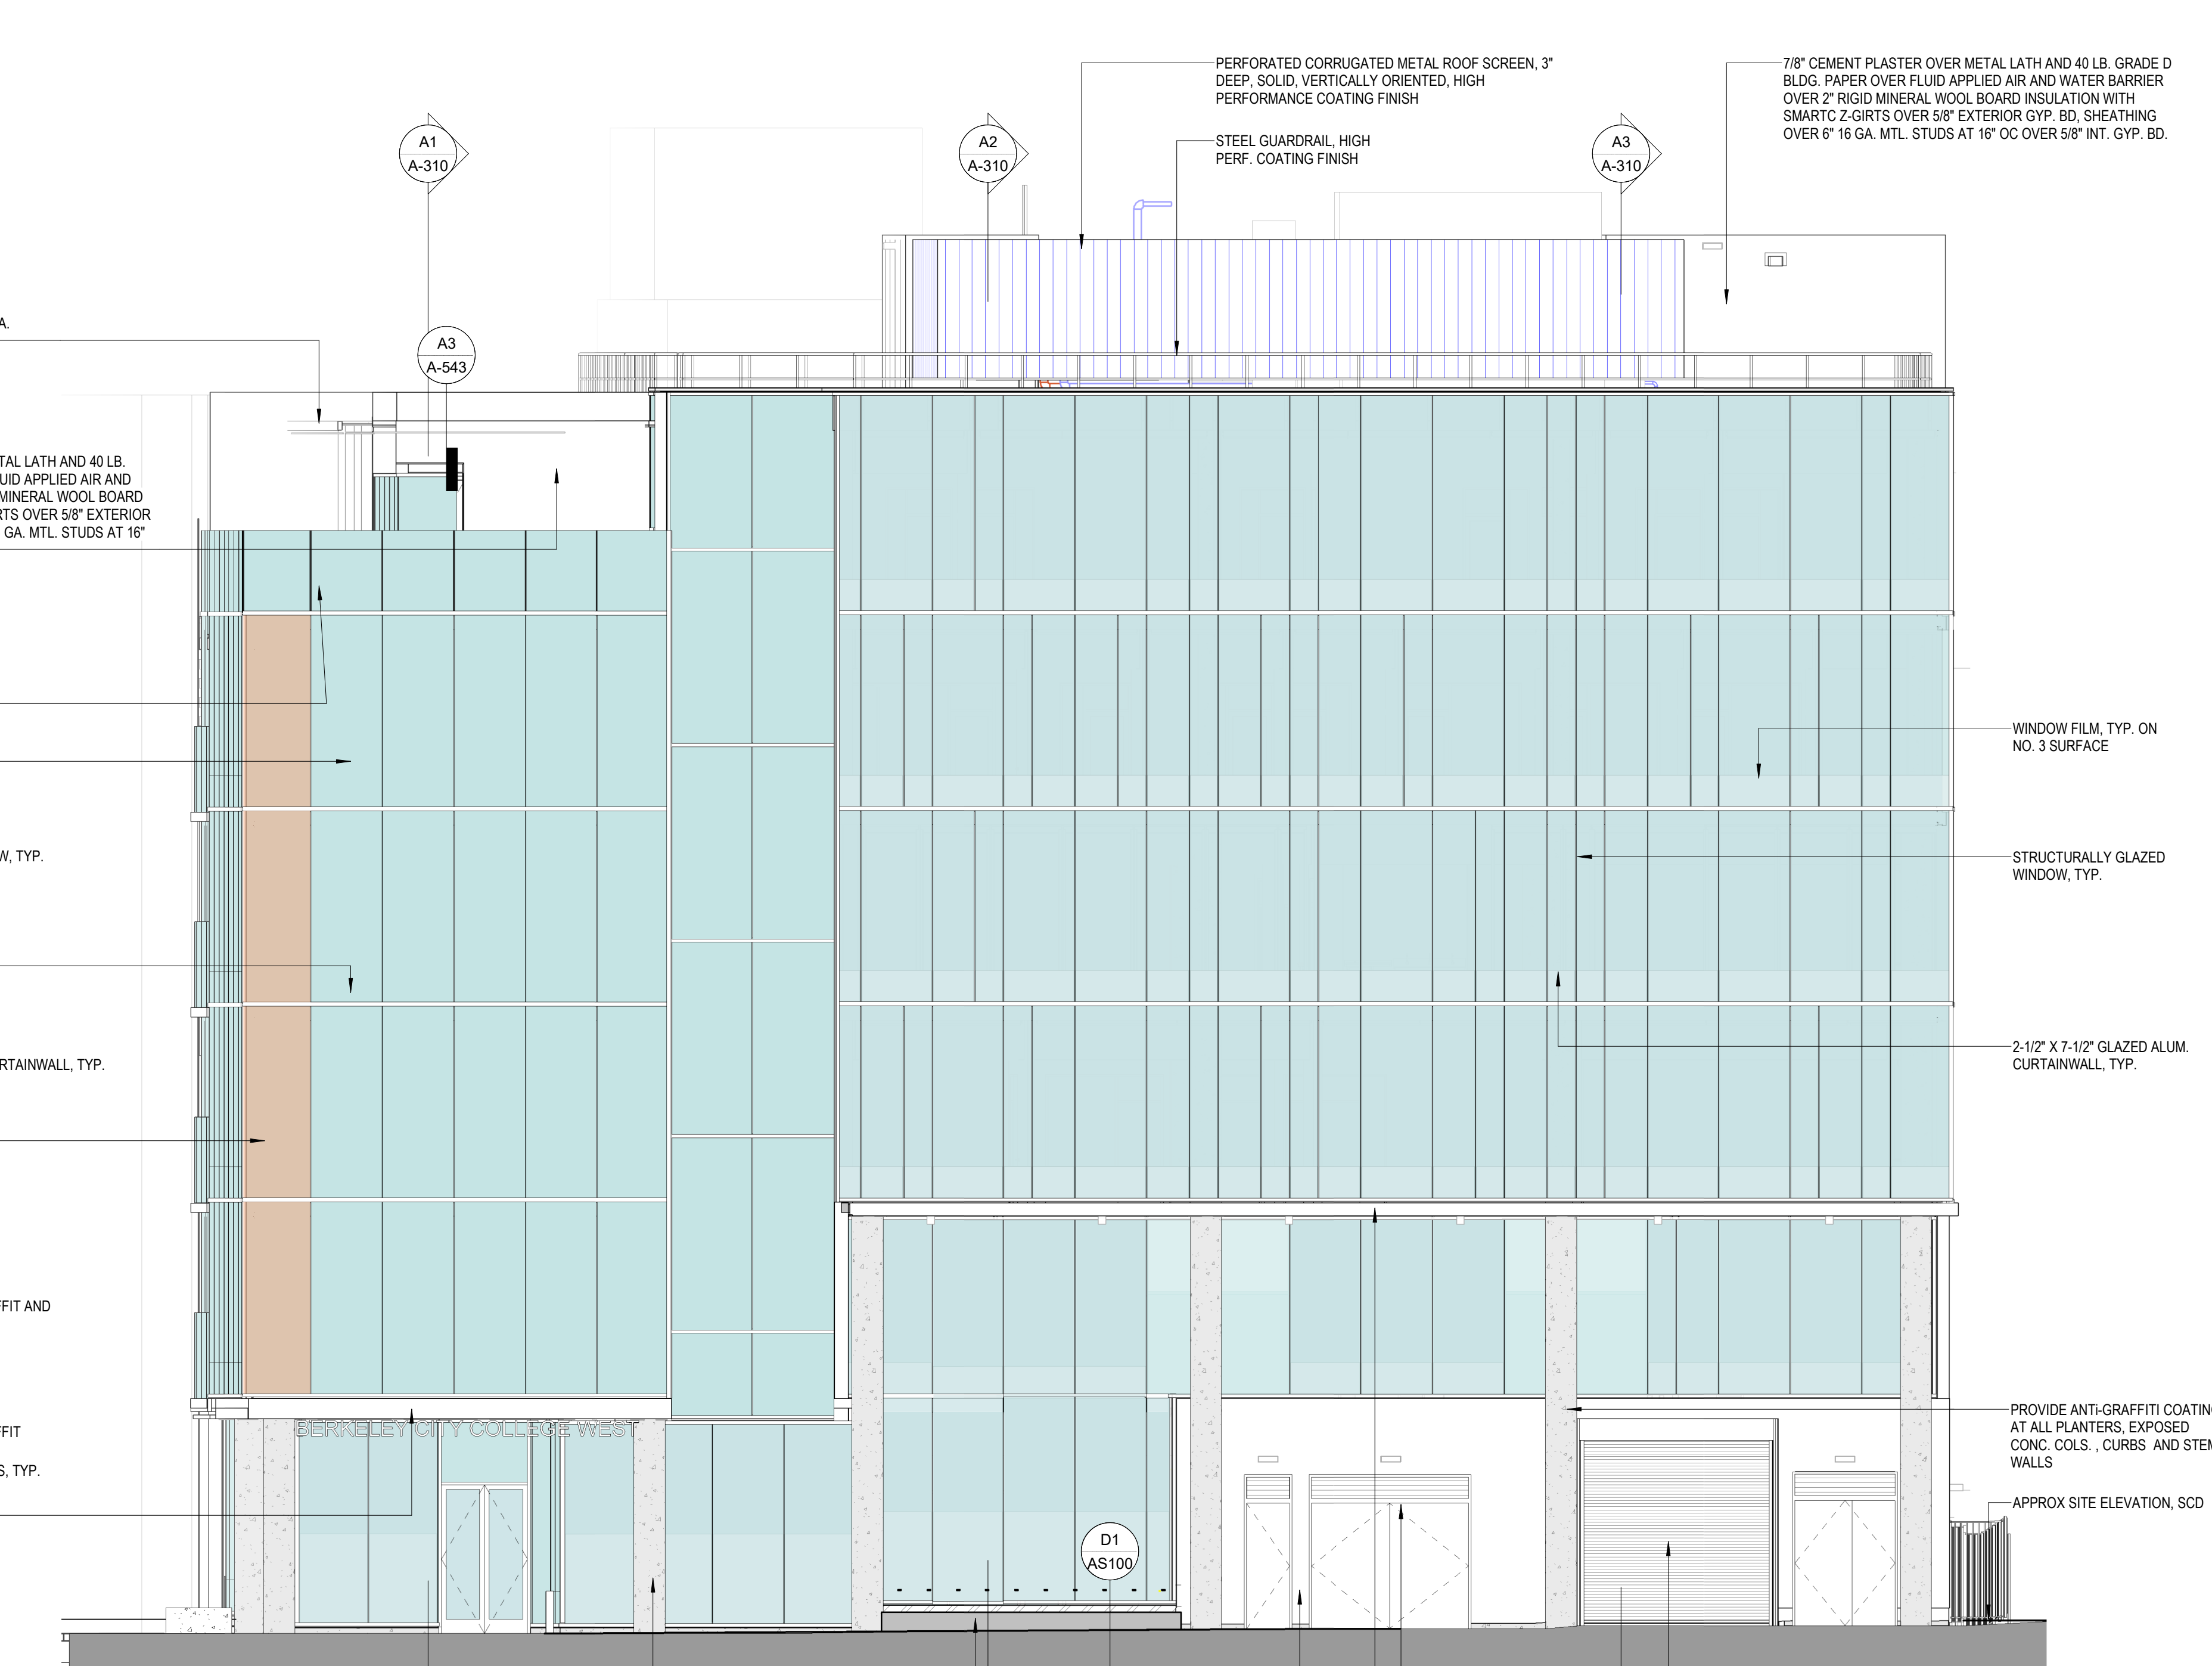 PERFORATED CORRUGATED METAL ROOF SCREEN, 3"
DEEP, SOLID, VERTICALLY ORIENTED, HIGH
PERFORMANCE COATING FINISH
7/8" CEMENT PLASTER OVER METAL LATH AND 40 LB. GRADE D
BLDG. PAPER OVER FLUID APPLIED AIR AND WATER BARRIER
OVER 2" RIGID MINERAL WOOL BOARD INSULATION WITH
SMARTC Z-GIRTS OVER 5/8" EXTERIOR GYP. BD, SHEATHING
OVER 6" 16 GA. MTL. STUDS AT 16" OC OVER 5/8" INT. GYP. BD.
STEEL GUARDRAIL, HIGH
PERF. COATING FINISH
A1
A-310
A2
A-310
A3
A-310
A.
A3
A-543
TAL LATH AND 40 LB.
UID APPLIED AIR AND
MINERAL WOOL BOARD
RTS OVER 5/8" EXTERIOR
GA. MTL. STUDS AT 16"
WINDOW FILM, TYP. ON
NO. 3 SURFACE
W, TYP.
STRUCTURALLY GLAZED
WINDOW, TYP.
RTAINWALL, TYP.
2-1/2" X 7-1/2" GLAZED ALUM.
CURTAINWALL, TYP.
FIT AND
FIT
S, TYP.
BERKELEY CITY COLLEGE WEST
PROVIDE ANTi-GRAFFITI COATING
AT ALL PLANTERS, EXPOSED
CONC. COLS. , CURBS AND STEM
WALLS
APPROX SITE ELEVATION, SCD
D1
AS100